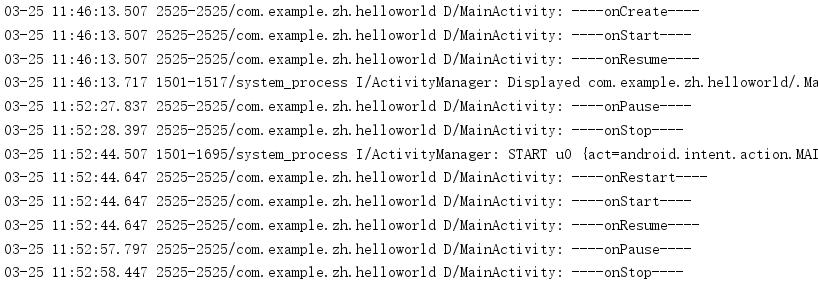 03-25 11:46:13.507 2525-2525/com.example.zh.helloworld D/MainActivity: ----onCreate----
03-25 11:46:13.507 2525-2525/com.example.zh.helloworld D/MainActivity: ----onStart----
03-25 11:46:13.507 2525-2525/com.example.zh.helloworld D/MainActivity: ----onResume----
03-25 11:46:13.717 1501-1517/system_process I/ActivityManager: Displayed com.example.zh.helloworld/.Ma
03-25 11:52:27.837 2525-2525/com.example.zh.helloworld D/MainActivity: ----onPause----
03-25 11:52:28.397 2525-2525/com.example.zh.helloworld D/MainActivity: ----onStop----
03-25 11:52:44.507 1501-1695/system_process I/ActivityManager: START u0 {act=android.intent.action.MAI
03-25 11:52:44.647 2525-2525/com.example.zh.helloworld D/MainActivity: ----onRestart----
03-25 11:52:44.647 2525-2525/com.example.zh.helloworld D/MainActivity: ----onStart----
03-25 11:52:44.647 2525-2525/com.example.zh.helloworld D/MainActivity: ----onResume----
03-25 11:52:57.797 2525-2525/com.example.zh.helloworld D/MainActivity: ----onPause----
03-25 11:52:58.447 2525-2525/com.example.zh.helloworld D/MainActivity: ----onStop----